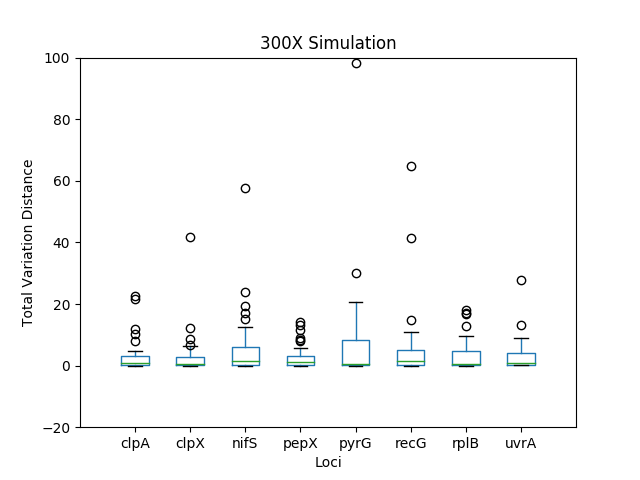 300X Simulation
100
80
60
40
20
0
−20
Total Variation Distance
clpA clpX nifS pepX pyrG recG rplB uvrA
Loci